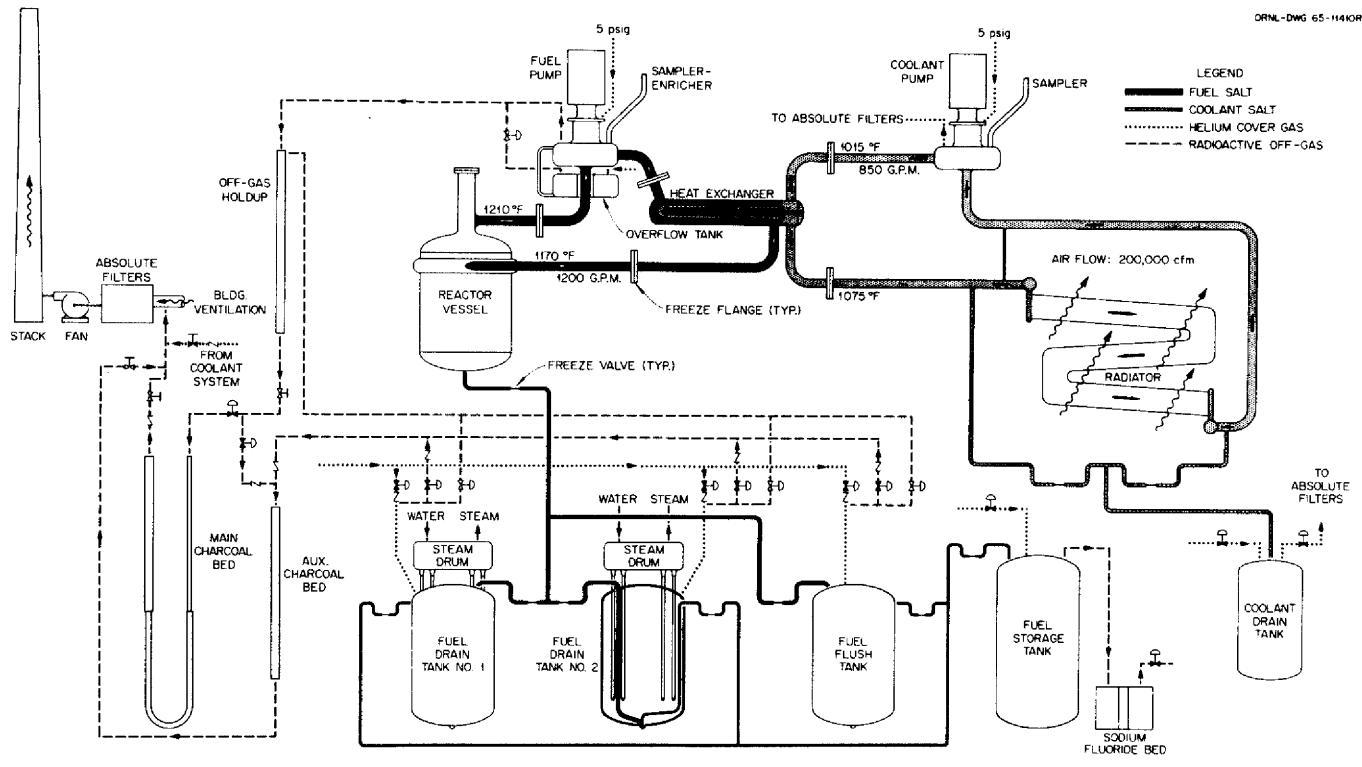 ORNL-DWG 65-11410R
5 psig
FUEL
PUMP
SAMPLER-
ENRICHER
5 psig
COOLANT
PUMP
SAMPLER
LEGEND
FUEL SALT
COOLANT SALT
HELIUM COVER GAS
RADIOACTIVE OFF-GAS
TO ABSOLUTE FILTERS
1015 °F
850 G.P.M.
OFF-GAS
HOLDUP
HEAT EXCHANGER
1210 °F
OVERFLOW TANK
1170 °F
1200 G.P.M.
1075 °F
AIR FLOW: 200,000 cfm
ABSOLUTE
FILTERS
BLDG.
VENTILATION
REACTOR
VESSEL
FREEZE FLANGE (TYP.)
STACK
FAN
FROM
COOLANT
SYSTEM
FREEZE VALVE (TYP.)
RADIATOR
TO
ABSOLUTE
FILTERS
WATER
STEAM
WATER
STEAM
MAIN
CHARCOAL
BED
AUX.
CHARCOAL
BED
STEAM
DRUM
STEAM
DRUM
FUEL
DRAIN
TANK NO. 1
FUEL
DRAIN
TANK NO. 2
FUEL
FLUSH
TANK
FUEL
STORAGE
TANK
COOLANT
DRAIN
TANK
SODIUM
FLUORIDE BED